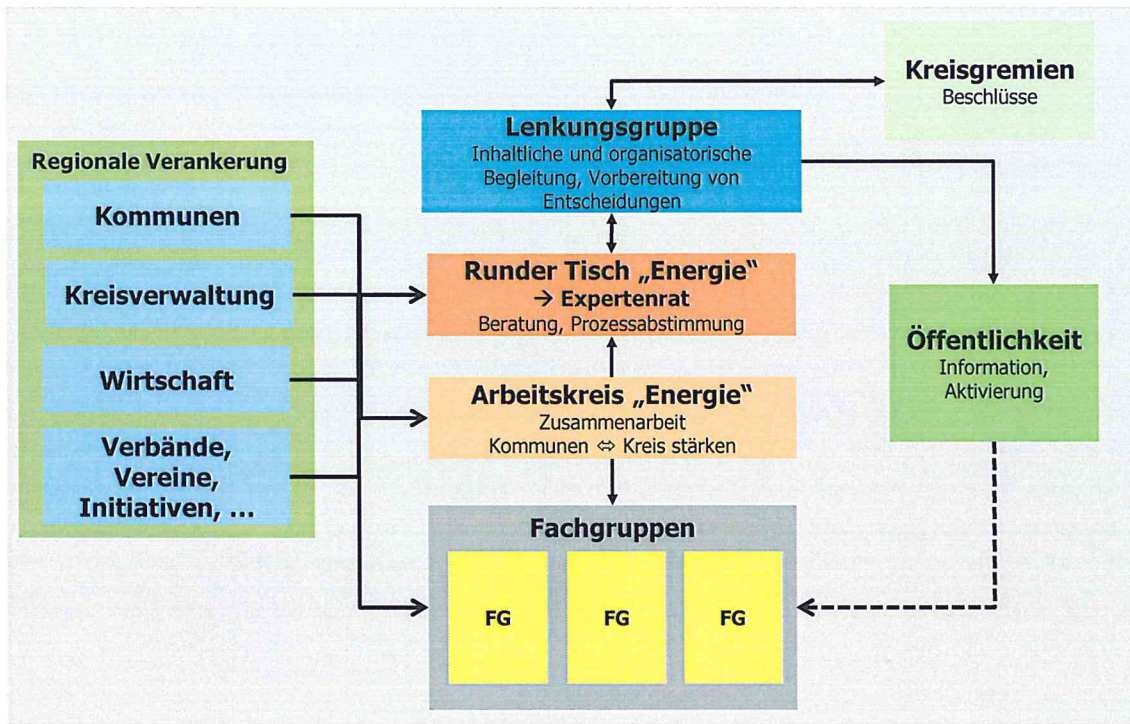 Kreisgremien
Beschlüsse
Lenkungsgruppe
Inhaltliche und organisatorische
Begleitung, Vorbereitung von
Entscheidungen
Regionale Verankerung
Kommunen
Kreisverwaltung
Wirtschaft
Verbände,
Vereine,
Initiativen, ...
Runder Tisch „Energie“
→ Expertenrat
Beratung, Prozessabstimmung
Öffentlichkeit
Information,
Aktivierung
Arbeitskreis „Energie“
Zusammenarbeit
Kommunen ⇔ Kreis stärken
Fachgruppen
FG
FG
FG